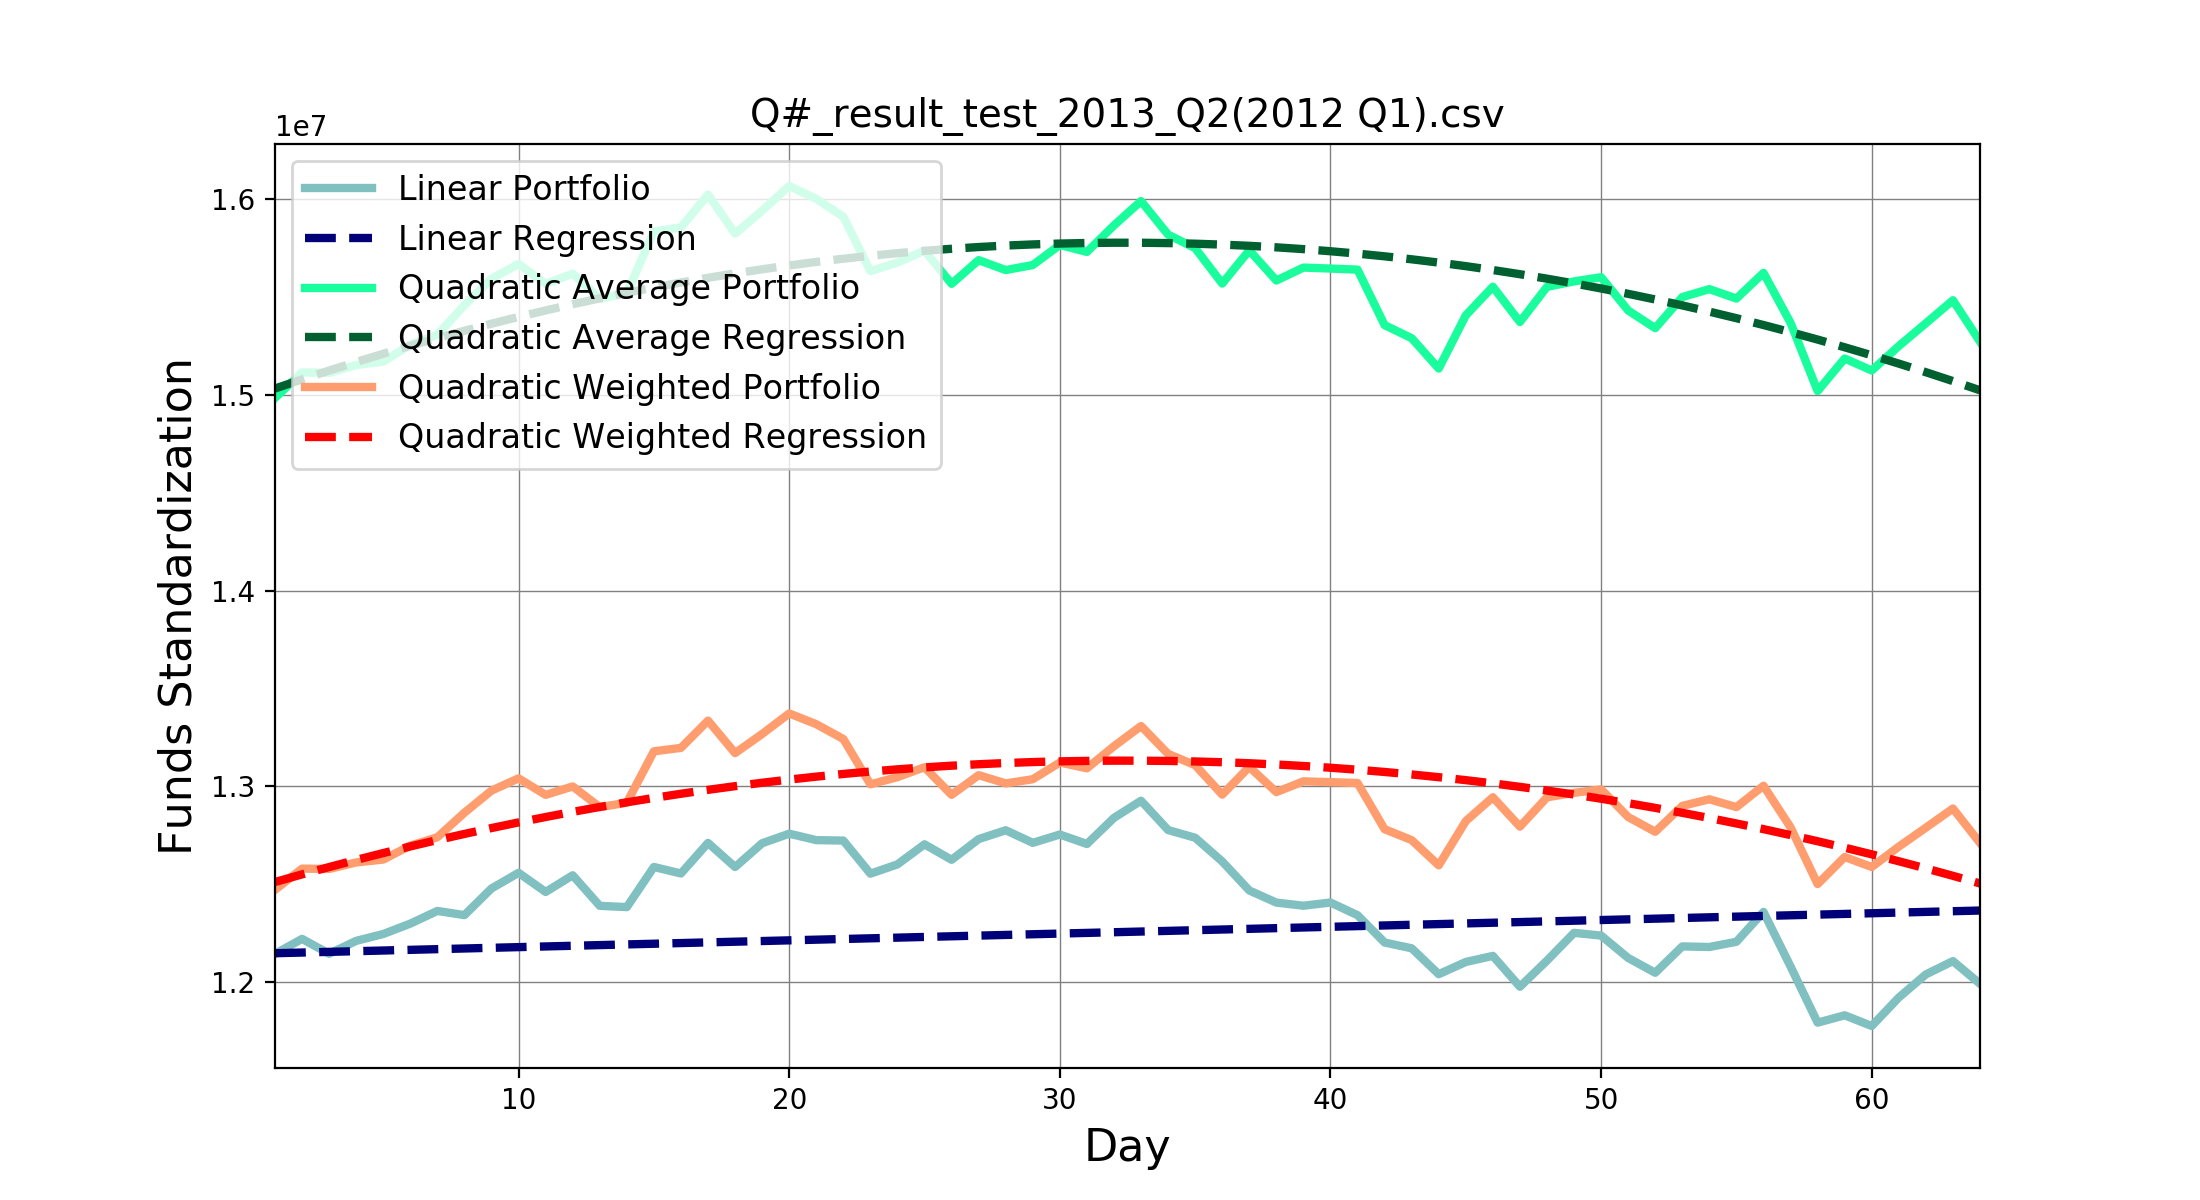 Q#_result_test_2013_Q2(2012 Q1).csv
1e7
Linear Portfolio
Linear Regression
Quadratic Average Portfolio
Quadratic Average Regression
Quadratic Weighted Portfolio
Quadratic Weighted Regression
1.6
1.5
1.4
1.3
1.2
Funds Standardization
10 20 30 40 50 60
Day